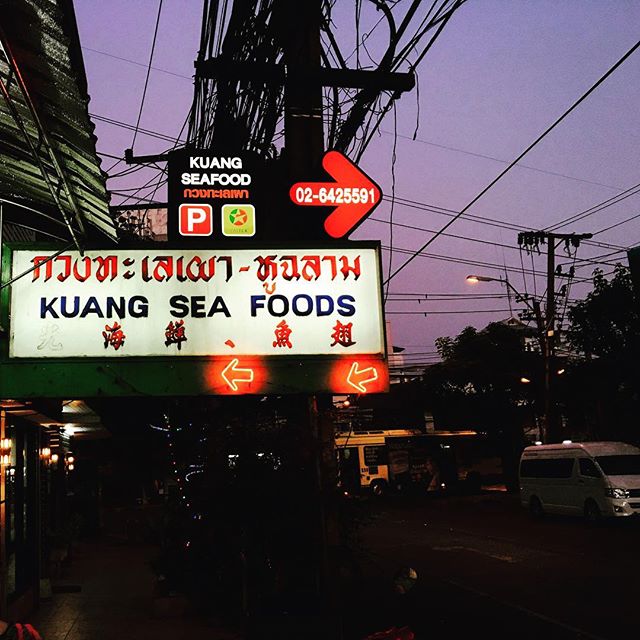 KUANG
SEAFOOD
กวงทะเลเผา
02-6425591
P
กวงทะเลเผา - หูฉลาม
KUANG SEA FOODS
海鲜、魚翅